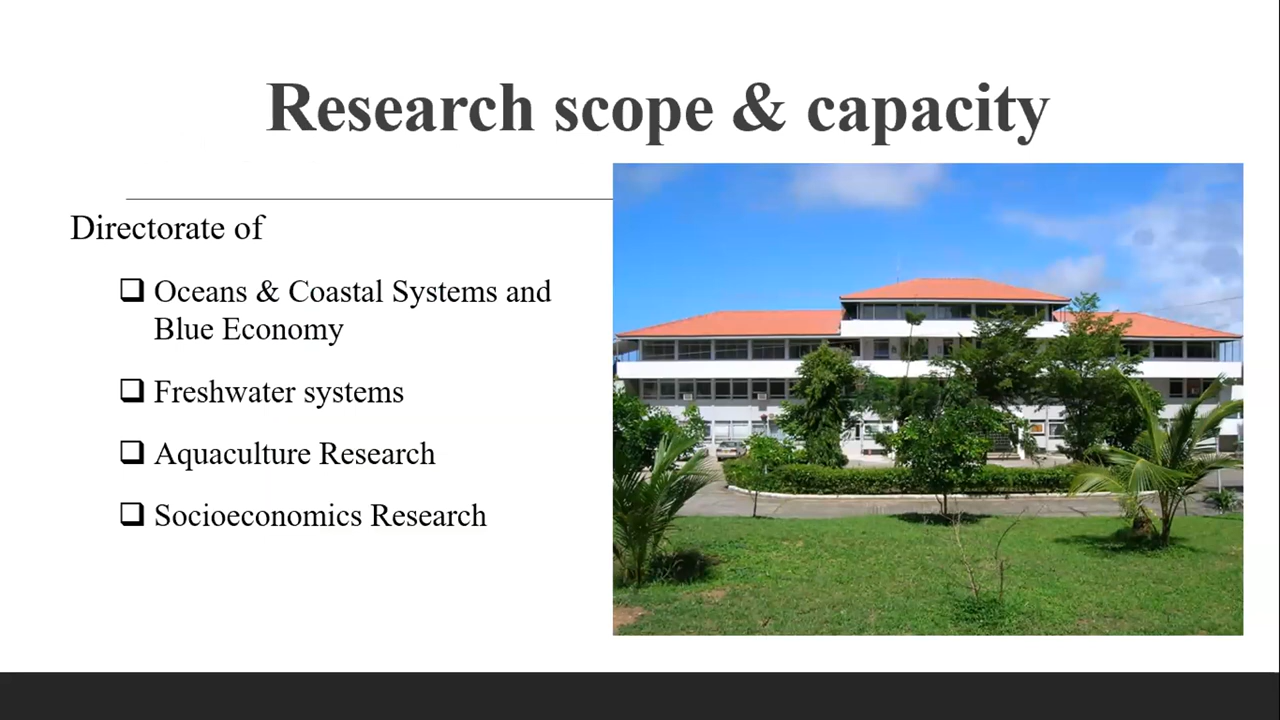 Research scope & capacity
Directorate of
❑ Oceans & Coastal Systems and
Blue Economy
❑ Freshwater systems
❑ Aquaculture Research
❑ Socioeconomics Research